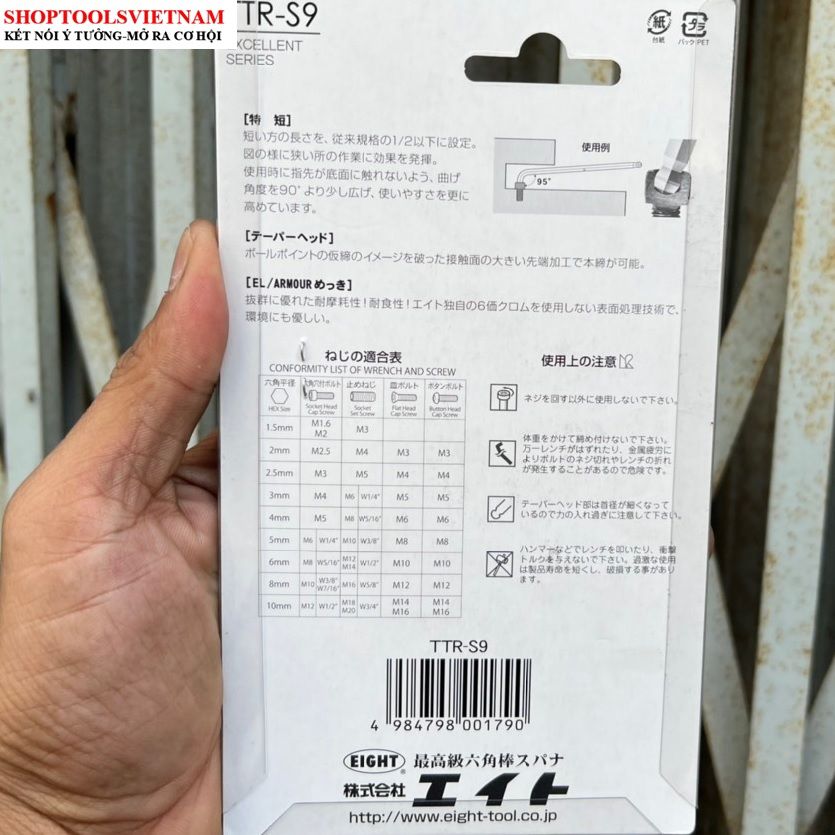 SHOPTOOLSVIETNAM
KẾT NỐI Ý TƯỞNG-MỞ RA CƠ HỘI
TTR-S9
EXCELLENT
SERIES
紙
台紙
パック:PET
[特 短]
短い方の長さを、従来規格の1/2以下に設定。
図の様に狭い所の作業に効果を発揮。
使用時に指先が底面に触れないよう、曲げ
角度を90°より少し広げ、使いやすさを更に
高めています。
使用例
95°
[テーパーヘッド]
ボールポイントの仮締のイメージを破った接触面の大きい先端加工で本締が可能。
[EL/ARMOURめっき]
抜群に優れた耐摩耗性!耐食性!エイト独自の6価クロムを使用しない表面処理技術で、
環境にも優しい。
ねじの適合表
CONFORMITY LIST OF WRENCH AND SCREW
六角平径 HEX Size 六角穴付ボルト Socket Head Cap Screw 止めねじ Socket Set Screw 皿ボルト Flat Head Cap Screw ボタンボルト Button Head Cap Screw
1.5mm M1.6 M2 M3
2mm M2.5 M4 M3 M3
2.5mm M3 M5 M4 M4
3mm M4 M6 W1/4" M5 M5
4mm M5 M8 W5/16" M6 M6
5mm M6 W1/4" M10 W3/8" M8 M8
6mm M8 W5/16" M12 M14 W1/2" M10 M10
8mm M10 W3/8" W7/16" M16 W5/8" M12 M12
10mm M12 W1/2" M18 M20 W3/4" M14 M16 M14 M16
使用上の注意
ネジを回す以外に使用しないで下さい。
体重をかけて締め付けないで下さい。
万一レンチがはずれたり、金属疲労に
よりボルトのネジ切れやレンチの折れ
が発生することがあるので危険です。
テーパーヘッド部は首径が細くなって
いるので力の入れ過ぎに注意して下さい。
ハンマーなどでレンチを叩いたり、衝撃
トルクを与えないで下さい。過激な使用
は製品寿命を短くし、破損する事があり
ます。
TTR-S9
4 984798 001790
EIGHT 最高級六角棒スパナ
株式会社 エイト
http://www.eight-tool.co.jp